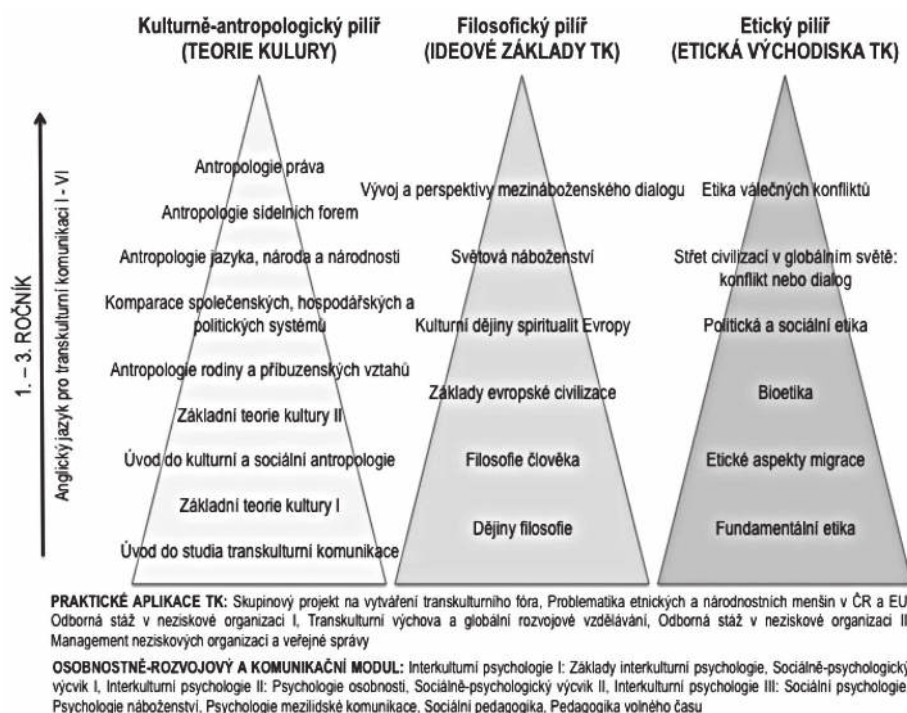 Kulturně-antropologický pilíř
(TEORIE KULURY)
Filosofický pilíř
(IDEOVÉ ZÁKLADY TK)
Etický pilíř
(ETICKÁ VÝCHODISKA TK)
1. – 3. ROČNÍK
Anglický jazyk pro transkulturní komunikaci I - VI
Antropologie práva
Antropologie sídelních forem
Antropologie jazyka, národa a národnosti
Komparace společenských, hospodářských a
politických systémů
Antropologie rodiny a příbuzenských vztahů
Základní teorie kultury II
Úvod do kulturní a sociální antropologie
Základní teorie kultury I
Úvod do studia transkulturní komunikace
Vývoj a perspektivy mezináboženského dialogu
Světová náboženství
Kulturní dějiny spiritualit Evropy
Základy evropské civilizace
Filosofie člověka
Dějiny filosofie
Etika válečných konfliktů
Střet civilizací v globálním světě:
konflikt nebo dialog
Politická a sociální etika
Bioetika
Etické aspekty migrace
Fundamentální etika
PRAKTICKÉ APLIKACE TK: Skupinový projekt na vytváření transkulturního fóra, Problematika etnických a národnostních menšin v ČR a EU
Odborná stáž v neziskové organizaci I, Transkulturní výchova a globální rozvojové vzdělávání, Odborná stáž v neziskové organizaci II
Management neziskových organizací a veřejné správy
OSOBNOSTNĚ-ROZVOJOVÝ A KOMUNIKAČNÍ MODUL: Interkulturní psychologie I: Základy interkulturní psychologie, Sociálně-psychologický
výcvik I, Interkulturní psychologie II: Psychologie osobnosti, Sociálně-psychologický výcvik II, Interkulturní psychologie III: Sociální psychologie
Psychologie náboženství, Psychologie mezilidské komunikace, Sociální pedagogika, Pedagogika volného času